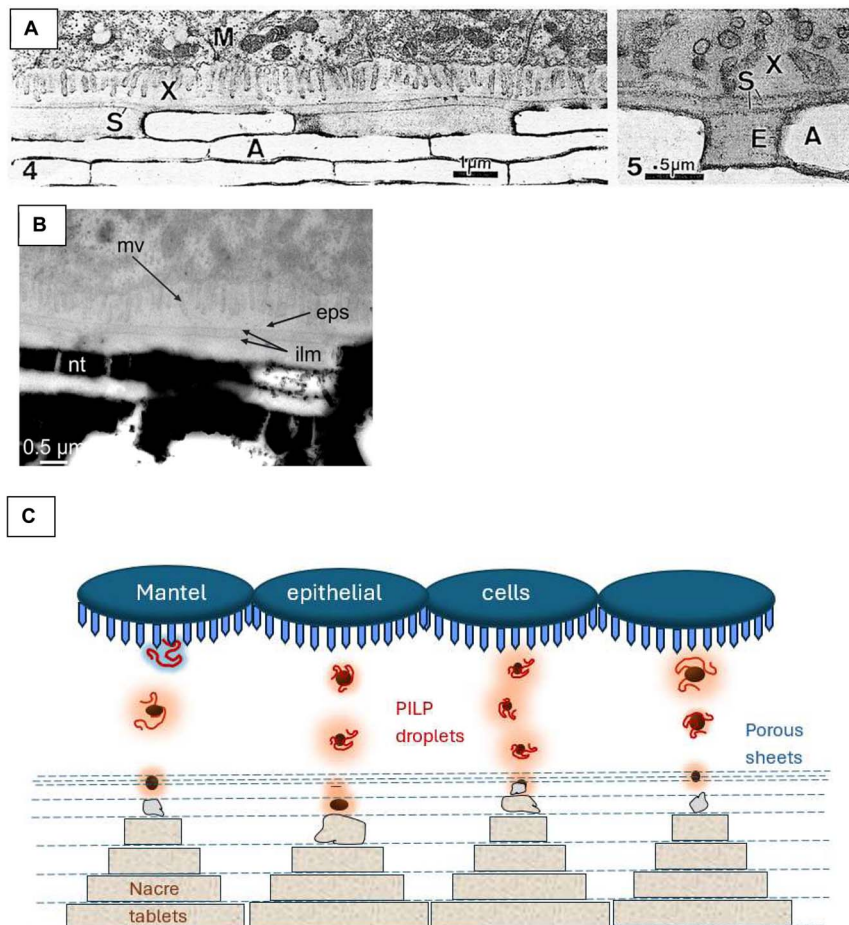 A
M
X
S
A
4
1µm
X
S
E
A
5
.5µm
B
mv
eps
ilm
nt
0.5 µm
C
Mantel epithelial cells
PILP
droplets
Porous
sheets
Nacre
tablets